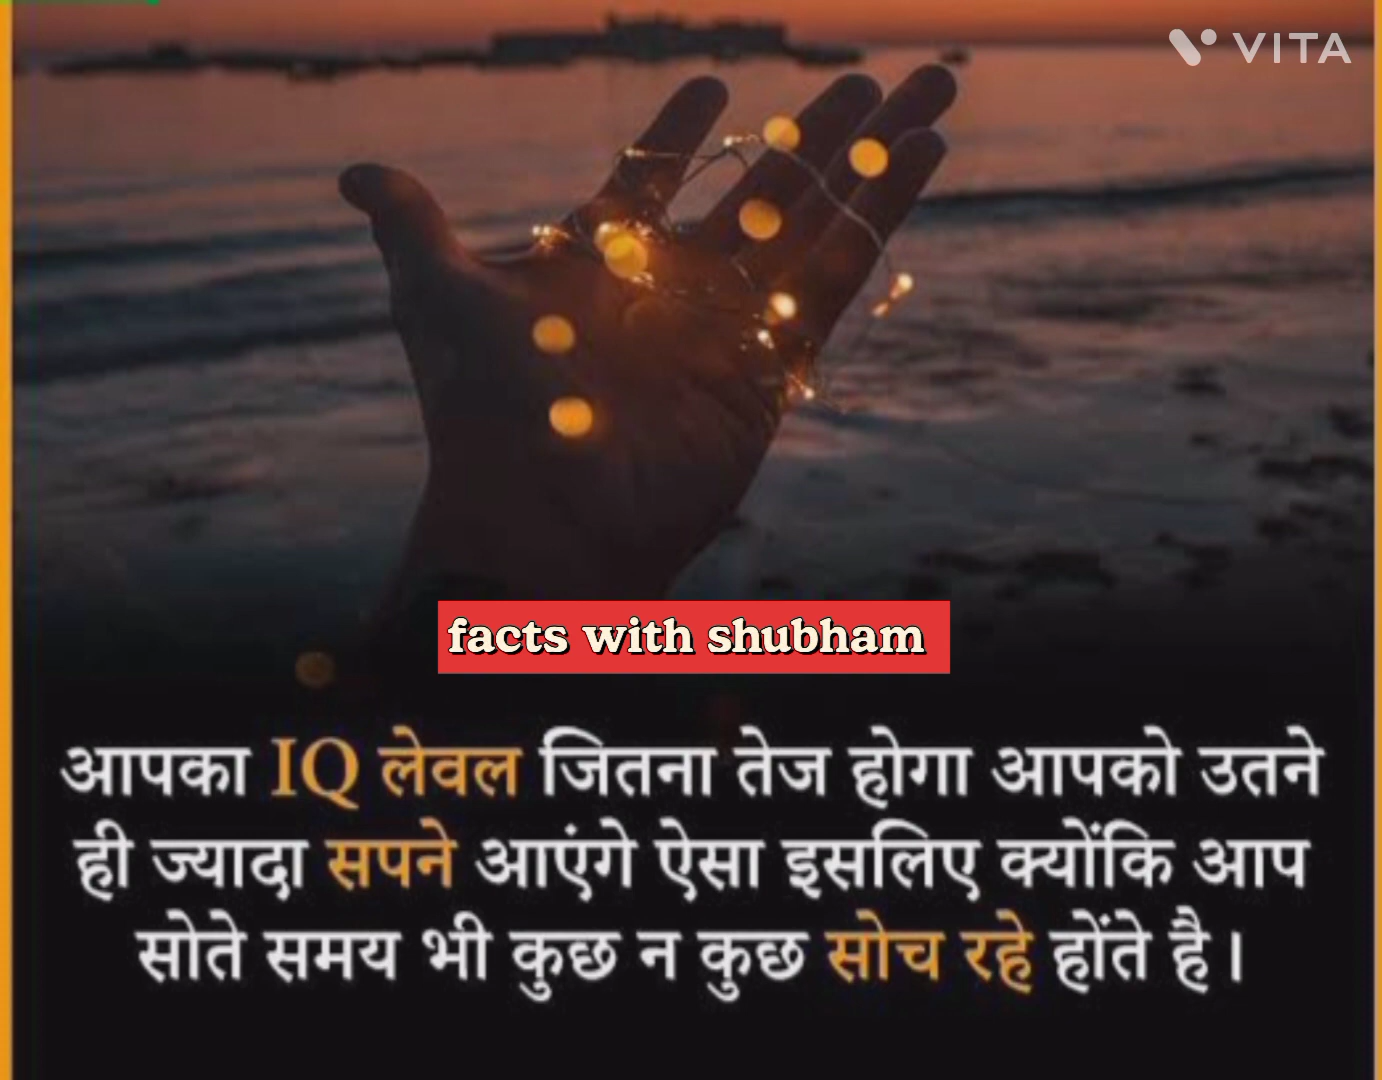 VITA
facts with shubham
आपका IQ लेवल जितना तेज होगा आपको उतने
ही ज्यादा सपने आएंगे ऐसा इसलिए क्योंकि आप
सोते समय भी कुछ न कुछ सोच रहे होंते है।